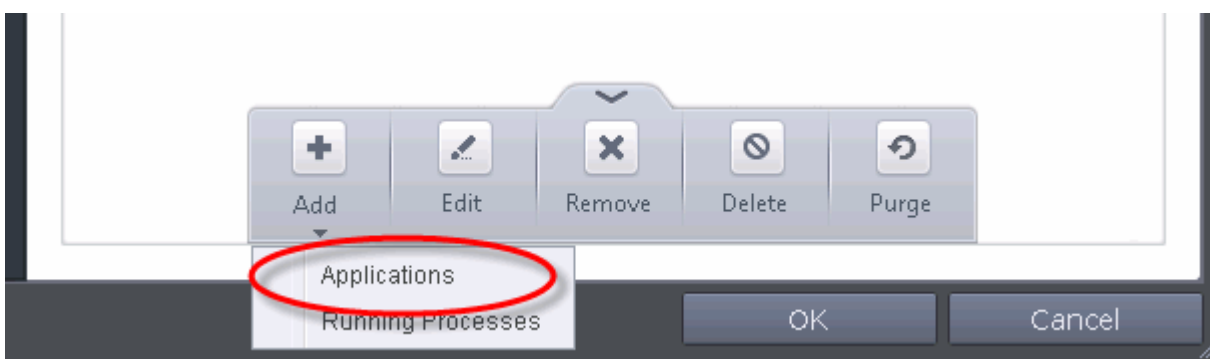 Add Edit Remove Delete Purge
Applications
Running Processes
OK Cancel